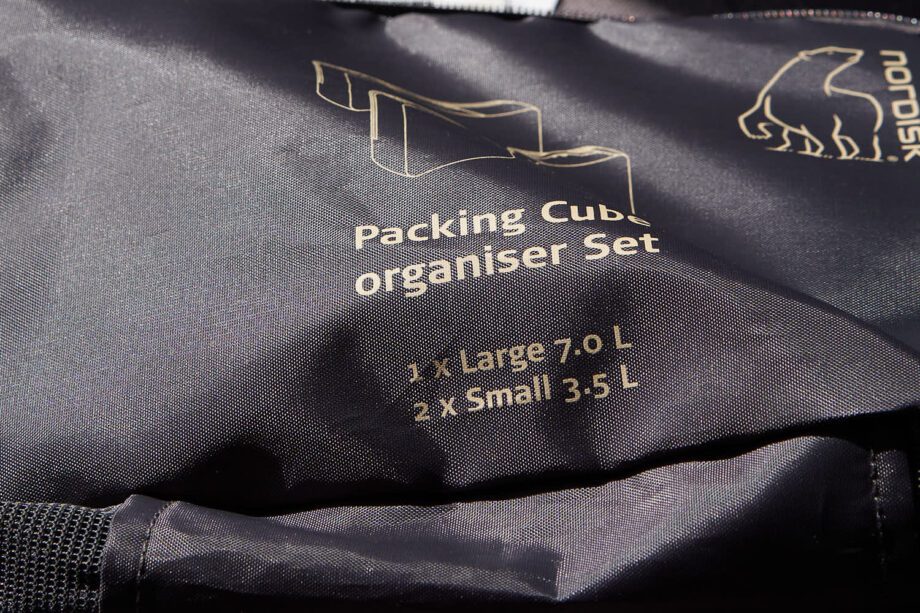 Packing Cube
organiser Set
1 x Large 7.0 L
2 x Small 3.5 L
nordisk
®